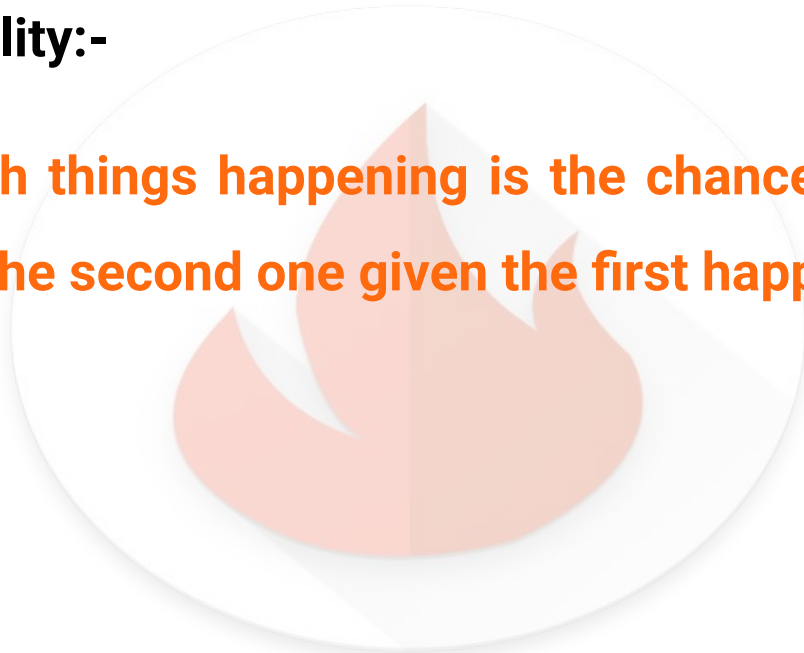 lity:-
h things happening is the chance
he second one given the first happ